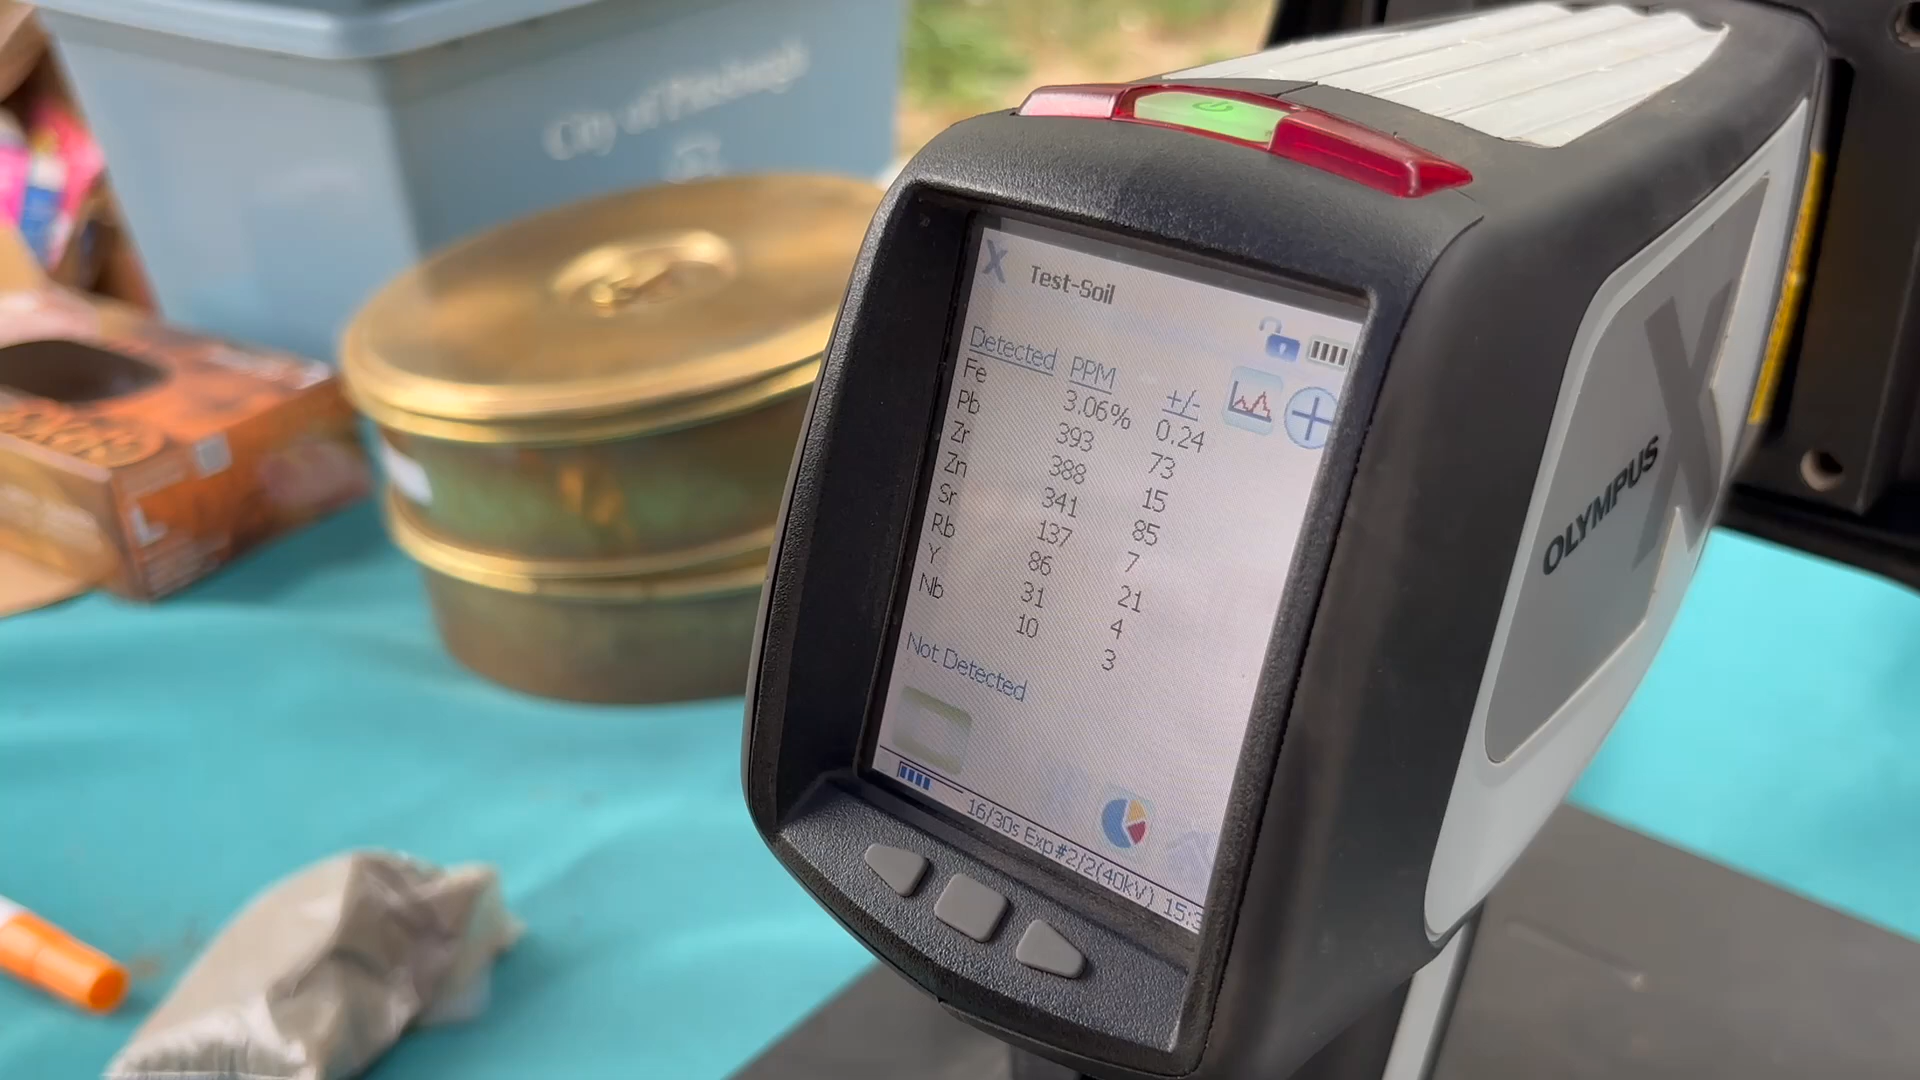 City of Pittsburgh
Test-Soil
Detected PPM +/-
Fe 3.06% 0.24
Pb 393 73
Zr 388 15
Zn 341 85
Sr 137 7
Rb 86 21
Y 31 4
Nb 10 3
Not Detected
16/30s Exp#2/2(40kV) 15:3
OLYMPUS
X
L